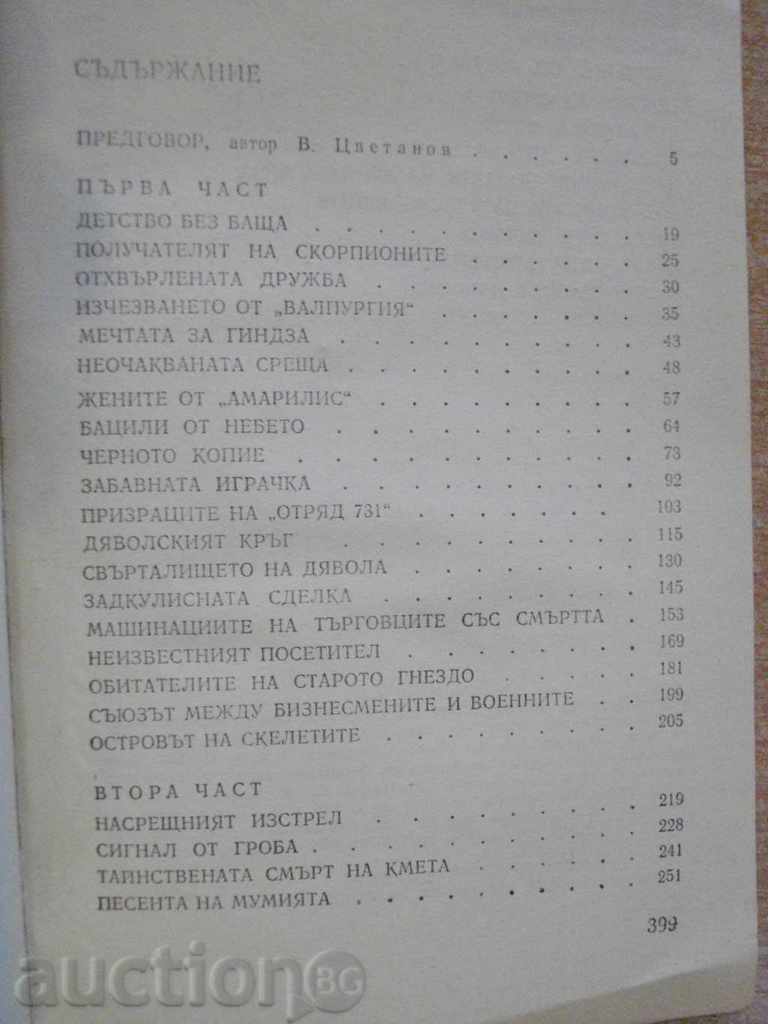 СЪДЪРЖАНИЕ
ПРЕДГОВОР, автор В. Цветанов . . . . . . 5
ПЪРВА ЧАСТ
ДЕТСТВО БЕЗ БАЩА . . . . . . . . . . . 19
ПОЛУЧАТЕЛЯТ НА СКОРПИОНИТЕ . . . . . . 25
ОТХВЪРЛЕНАТА ДРУЖБА . . . . . . . . . 30
ИЗЧЕЗВАНЕТО ОТ „ВАЛПУРГИЯ“ . . . . . . . 35
МЕЧТАТА ЗА ГИНДЗА . . . . . . . . . . 43
НЕОЧАКВАНАТА СРЕЩА . . . . . . . . . . 48
ЖЕНИТЕ ОТ „АМАРИЛИС“ . . . . . . . . . 57
БАЦИЛИ ОТ НЕБЕТО . . . . . . . . . . 64
ЧЕРНОТО КОПИЕ . . . . . . . . . . . 73
ЗАБАВНАТА ИГРАЧКА . . . . . . . . . . 92
ПРИЗРАЦИТЕ НА „ОТРЯД 731“ . . . . . . . 103
ДЯВОЛСКИЯТ КРЪГ . . . . . . . . . . 115
СВЪРТАЛИЩЕТО НА ДЯВОЛА . . . . . . . . 130
ЗАДКУЛИСНАТА СДЕЛКА . . . . . . . . . 145
МАШИНАЦИИТЕ НА ТЪРГОВЦИТЕ СЪС СМЪРТТА . 153
НЕИЗВЕСТНИЯТ ПОСЕТИТЕЛ . . . . . . . . 169
ОБИТАТЕЛИТЕ НА СТАРОТО ГНЕЗДО . . . . . 181
СЪЮЗЪТ МЕЖДУ БИЗНЕСМЕНИТЕ И ВОЕННИТЕ . . 199
ОСТРОВЪТ НА СКЕЛЕТИТЕ . . . . . . . . 205
ВТОРА ЧАСТ
НАСРЕЩНИЯТ ИЗСТРЕЛ . . . . . . . . . 219
СИГНАЛ ОТ ГРОБА . . . . . . . . . . 228
ТАИНСТВЕНАТА СМЪРТ НА КМЕТА . . . . . . 241
ПЕСЕНТА НА МУМИЯТА . . . . . . . . . 251
399
auction BG